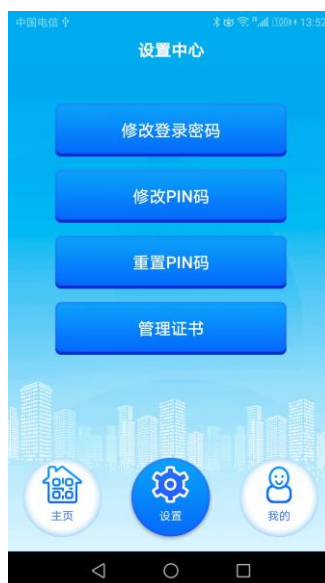 中国电信 100 13:52
设置中心
修改登录密码
修改PIN码
重置PIN码
管理证书
主页 设置 我的